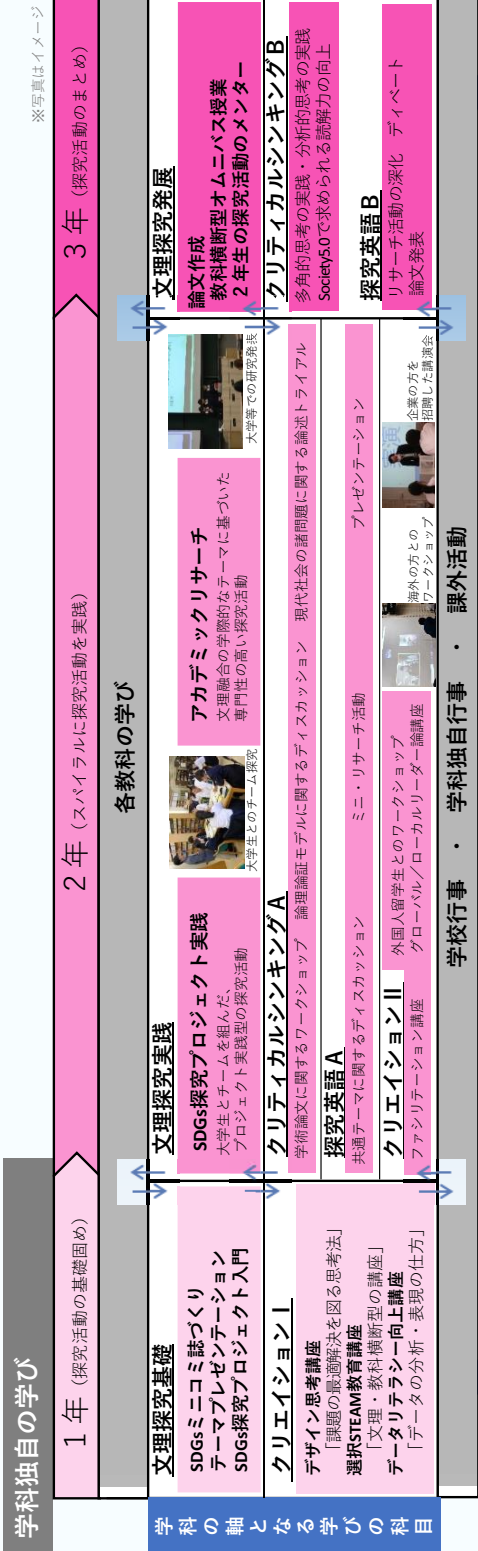 学科独自の学び
※写真はイメージ
1年（探究活動の基礎固め）
2年（スパイラルに探究活動を実践）
3年（探究活動のまとめ）
各教科の学び
学科の軸となる学びの科目
文理探究基礎
SDGsミニコミ誌づくり
テーマプレゼンテーション
SDGs探究プロジェクト入門
クリエイションⅠ
デザイン思考講座
「課題の最適解決を図る思考法」
選択STEAM教育講座
「文理・教科横断型の講座」
データリテラシー向上講座
「データの分析・表現の仕方」
文理探究実践
SDGs探究プロジェクト実践
大学生とチームを組んだ、
プロジェクト実践型の探究活動
大学生とのチーム探究
アカデミックリサーチ
文理融合の学際的なテーマに基づいた
専門性の高い探究活動
大学等での研究発表
クリティカルシンキングA
学術論文に関するワークショップ　論理論証モデルに関するディスカッション　現代社会の諸問題に関する論述トライアル
探究英語A
共通テーマに関するディスカッション　ミニ・リサーチ活動　プレゼンテーション
クリエイションⅡ
ファシリテーション講座
外国人留学生とのワークショップ
グローバル／ローカルリーダー論講座
海外の方との
ワークショップ
企業の方を
招聘した講演会
文理探究発展
論文作成
教科横断型オムニバス授業
2年生の探究活動のメンター
クリティカルシンキングB
多角的思考の実践・分析的思考の実践
Society5.0で求められる読解力の向上
探究英語B
リサーチ活動の深化　ディベート
論文発表
学校行事　・　学科独自行事　・　課外活動